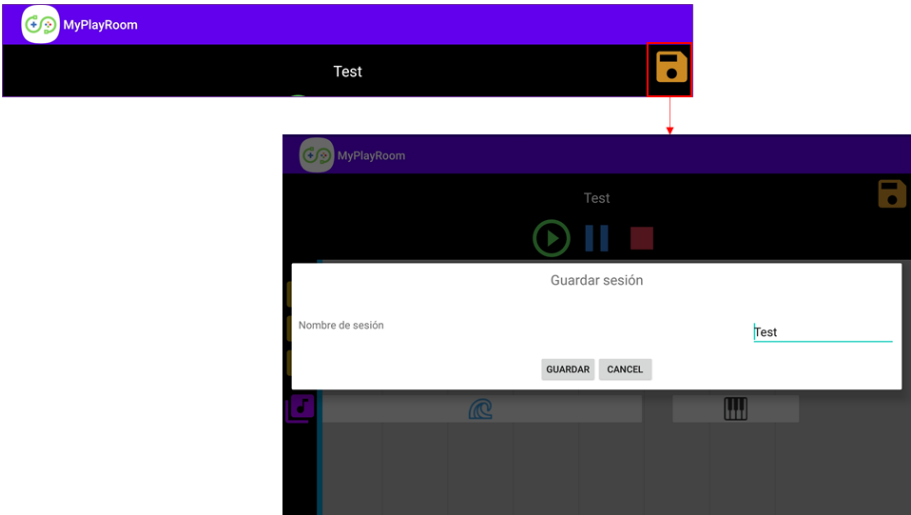 MyPlayRoom
Test
MyPlayRoom
Test
Guardar sesión
Nombre de sesión
Test
GUARDAR CANCEL